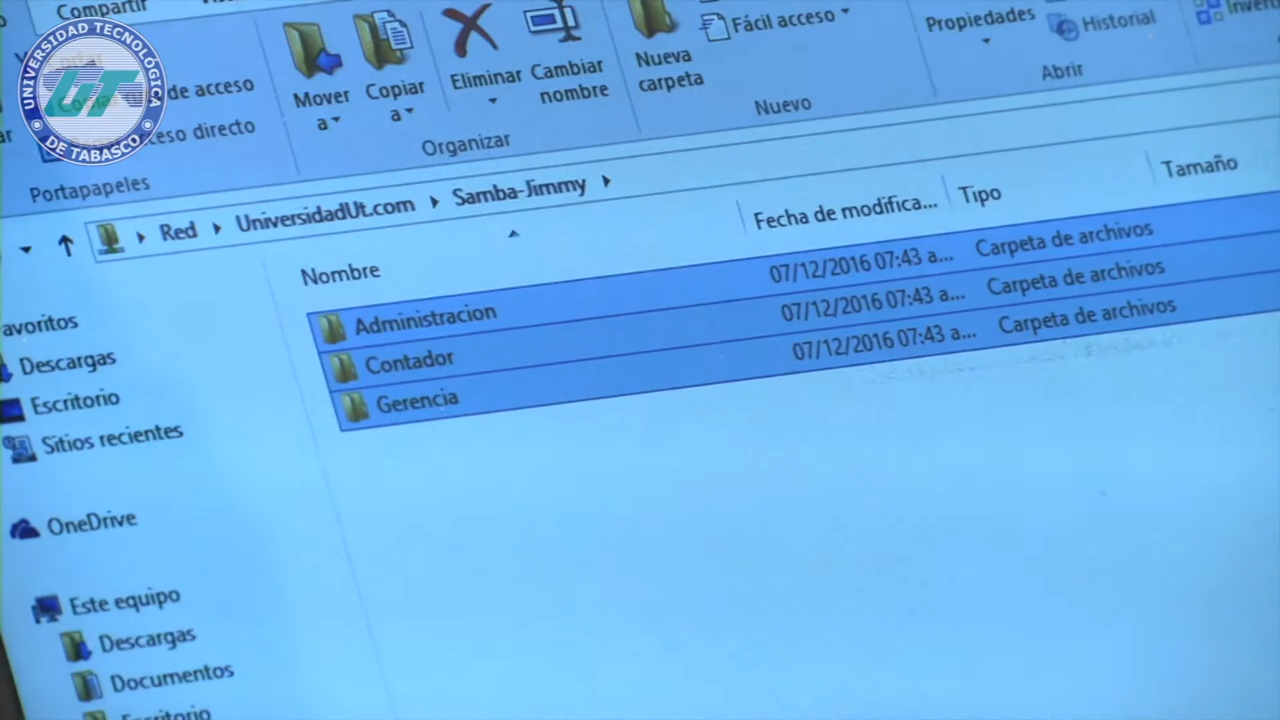 Compartir
UNIVERSIDAD TECNOLÓGICA
UT
DE TABASCO
de acceso
directo
Portapapeles
Mover
a
Copiar
a
Eliminar
Cambiar
nombre
Organizar
Nueva
carpeta
Fácil acceso
Nuevo
Propiedades
Historial
Abrir
Red
UniversidadUt.com
Samba-Jimmy
Nombre
Fecha de modifica...
Tipo
Tamaño
Administracion 07/12/2016 07:43 a... Carpeta de archivos
Contador 07/12/2016 07:43 a... Carpeta de archivos
Gerencia 07/12/2016 07:43 a... Carpeta de archivos
avoritos
Descargas
Escritorio
Sitios recientes
OneDrive
Este equipo
Descargas
Documentos
Escritorio